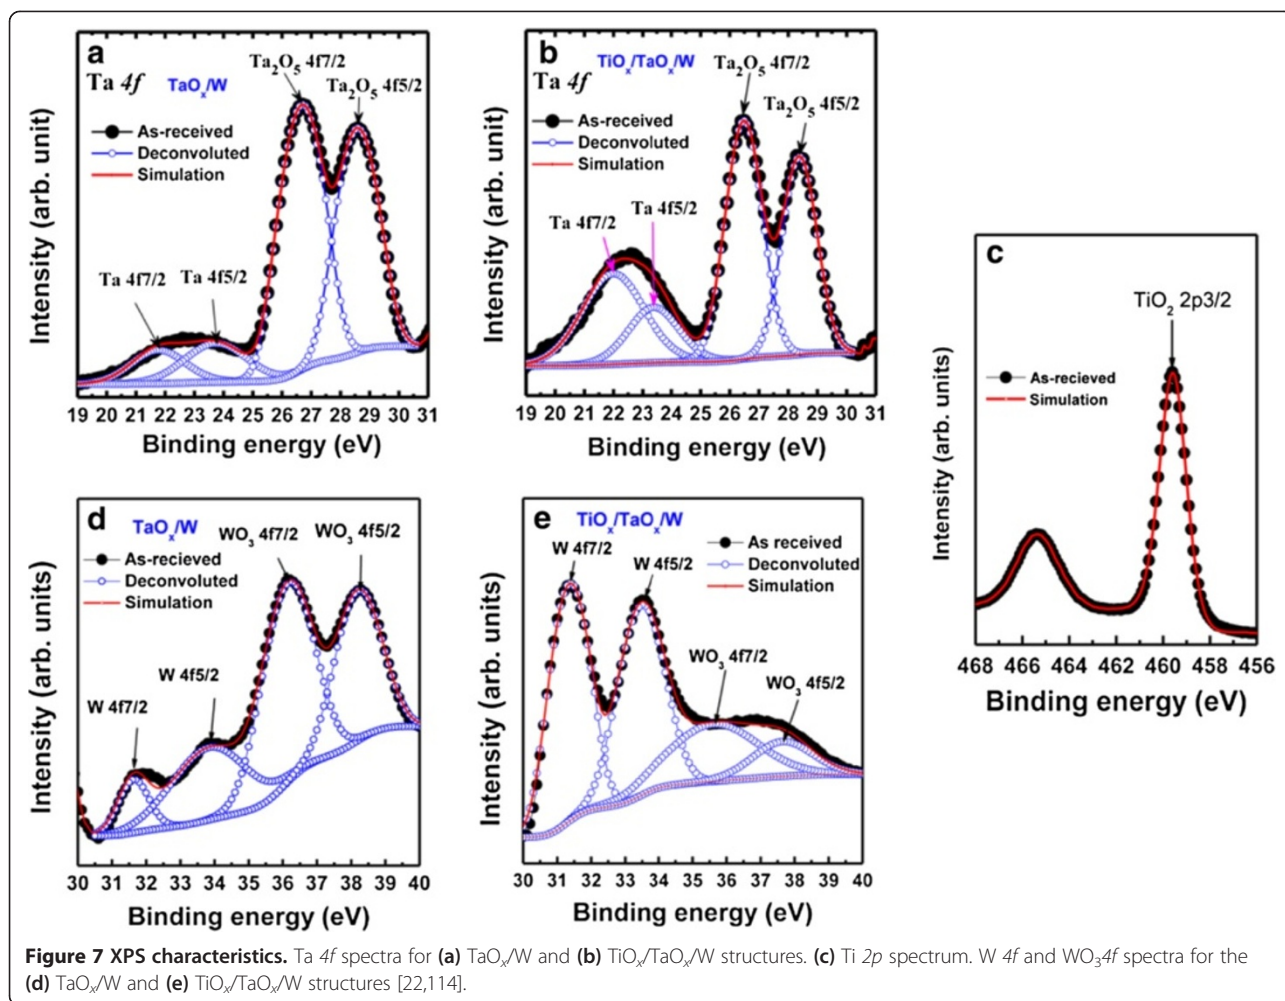 a
Ta 4f
TaOx/W
Ta2O5 4f7/2
Ta2O5 4f5/2
As-received
Deconvoluted
Simulation
Ta 4f7/2
Ta 4f5/2
Intensity (arb. unit)
19 20 21 22 23 24 25 26 27 28 29 30 31
Binding energy (eV)
b
Ta 4f
TiOx/TaOx/W
Ta2O5 4f7/2
Ta2O5 4f5/2
As-received
Deconvoluted
Simulation
Ta 4f7/2
Ta 4f5/2
Intensity (arb. unit)
19 20 21 22 23 24 25 26 27 28 29 30 31
Binding energy (eV)
c
TiO2 2p3/2
As-recieved
Simulation
Intensity (arb. units)
468 466 464 462 460 458 456
Binding energy (eV)
d
TaOx/W
WO3 4f7/2
WO3 4f5/2
As-recieved
Deconvoluted
Simulation
W 4f7/2
W 4f5/2
Intensity (arb. units)
30 31 32 33 34 35 36 37 38 39 40
Binding energy (eV)
e
TiOx/TaOx/W
W 4f7/2
W 4f5/2
As received
Deconvoluted
Simulation
WO3 4f7/2
WO3 4f5/2
Intensity (arb. units)
30 31 32 33 34 35 36 37 38 39 40
Binding energy (eV)
Figure 7 XPS characteristics. Ta 4f spectra for (a) TaOx/W and (b) TiOx/TaOx/W structures. (c) Ti 2p spectrum. W 4f and WO34f spectra for the
(d) TaOx/W and (e) TiOx/TaOx/W structures [22,114].